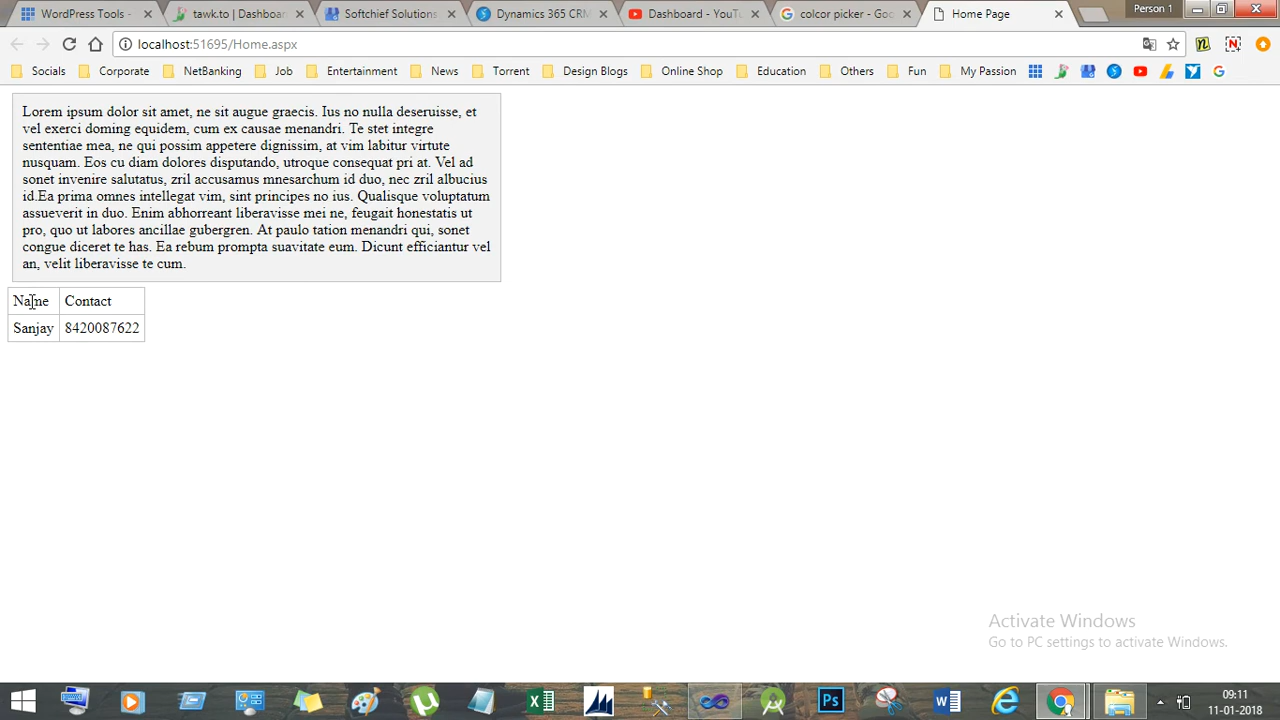 WordPress Tools -
tawk.to | Dashboar
Softchief Solutions
Dynamics 365 CRM
Dashboard - YouTu
colcor picker - Goo
Home Page
Person 1
localhost:51695/Home.aspx
Socials
Corporate
NetBanking
Job
Entertainment
News
Torrent
Design Blogs
Online Shop
Education
Others
Fun
My Passion
Lorem ipsum dolor sit amet, ne sit augue graecis. Ius no nulla deseruisse, et
vel exerci doming equidem, cum ex causae menandri. Te stet integre
sententiae mea, ne qui possim appetere dignissim, at vim labitur virtute
nusquam. Eos cu diam dolores disputando, utroque consequat pri at. Vel ad
sonet invenire salutatus, zril accusamus mnesarchum id duo, nec zril albucius
id.Ea prima omnes intellegat vim, sint principes no ius. Qualisque voluptatum
assueverit in duo. Enim abhorreant liberavisse mei ne, feugait honestatis ut
pro, quo ut labores ancillae gubergren. At paulo tation menandri qui, sonet
congue diceret te has. Ea rebum prompta suavitate eum. Dicunt efficiantur vel
an, velit liberavisse te cum.
Name Contact
Sanjay 8420087622
Activate Windows
Go to PC settings to activate Windows.
Ps
09:11
11-01-2018